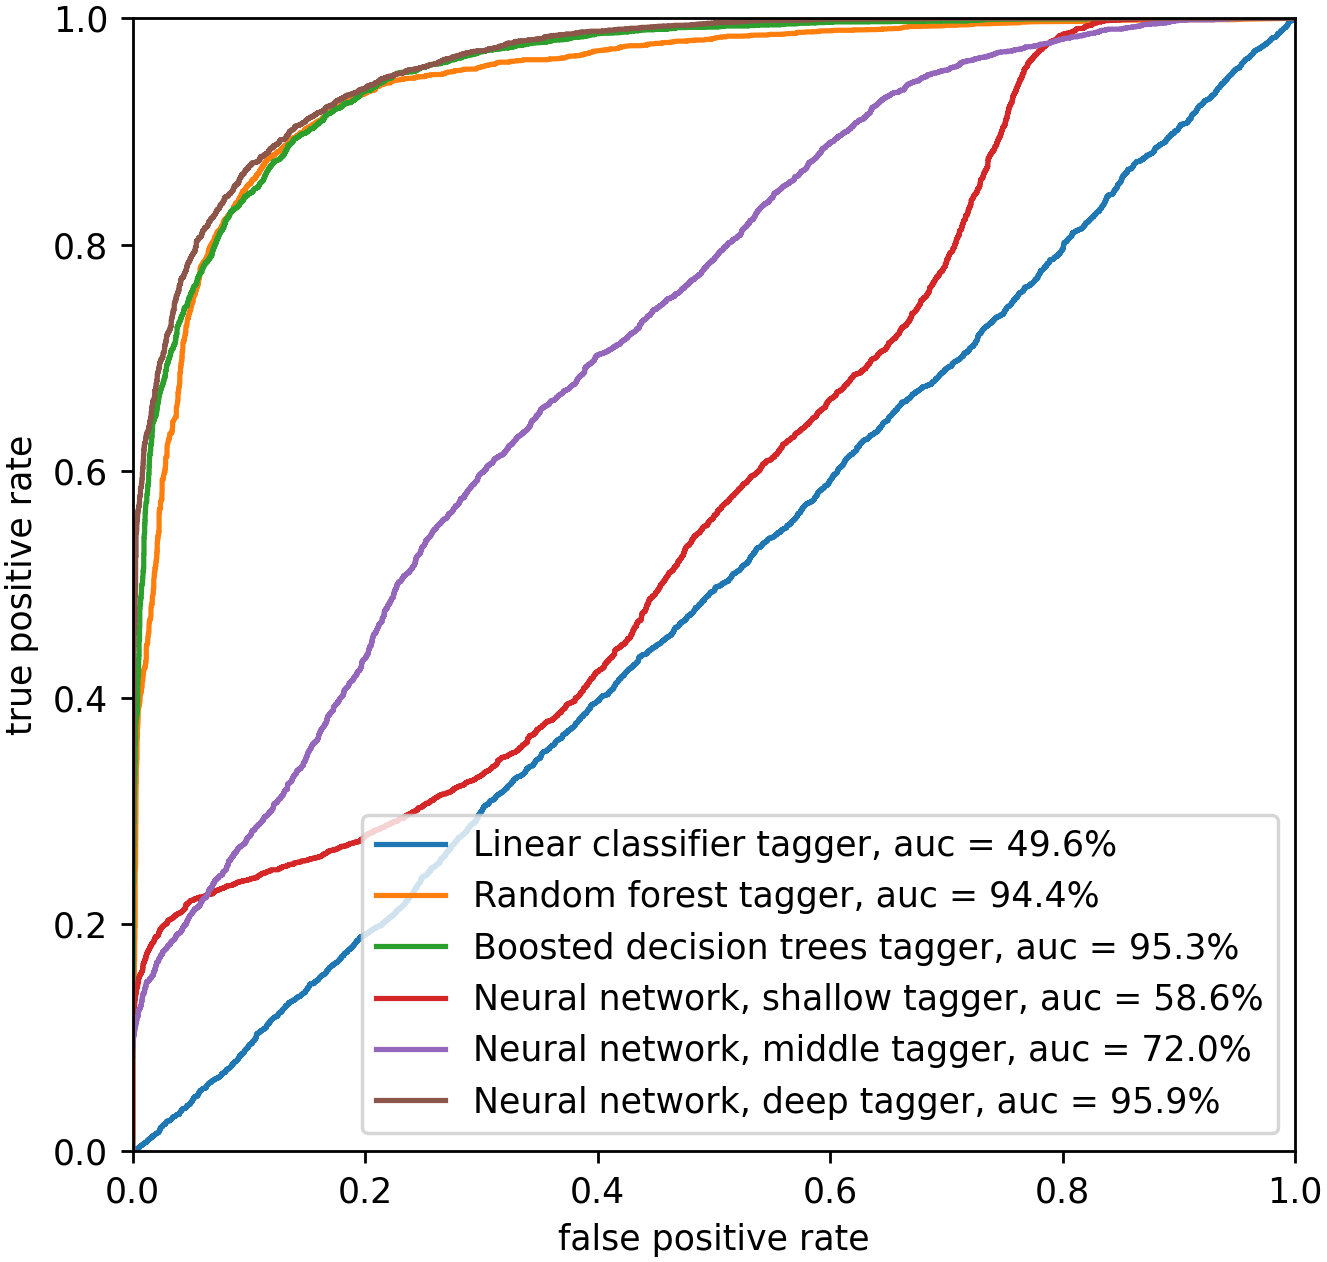 1.0
0.8
0.6
0.4
0.2
0.0
true positive rate
Linear classifier tagger, auc = 49.6%
Random forest tagger, auc = 94.4%
Boosted decision trees tagger, auc = 95.3%
Neural network, shallow tagger, auc = 58.6%
Neural network, middle tagger, auc = 72.0%
Neural network, deep tagger, auc = 95.9%
0.0 0.2 0.4 0.6 0.8 1.0
false positive rate